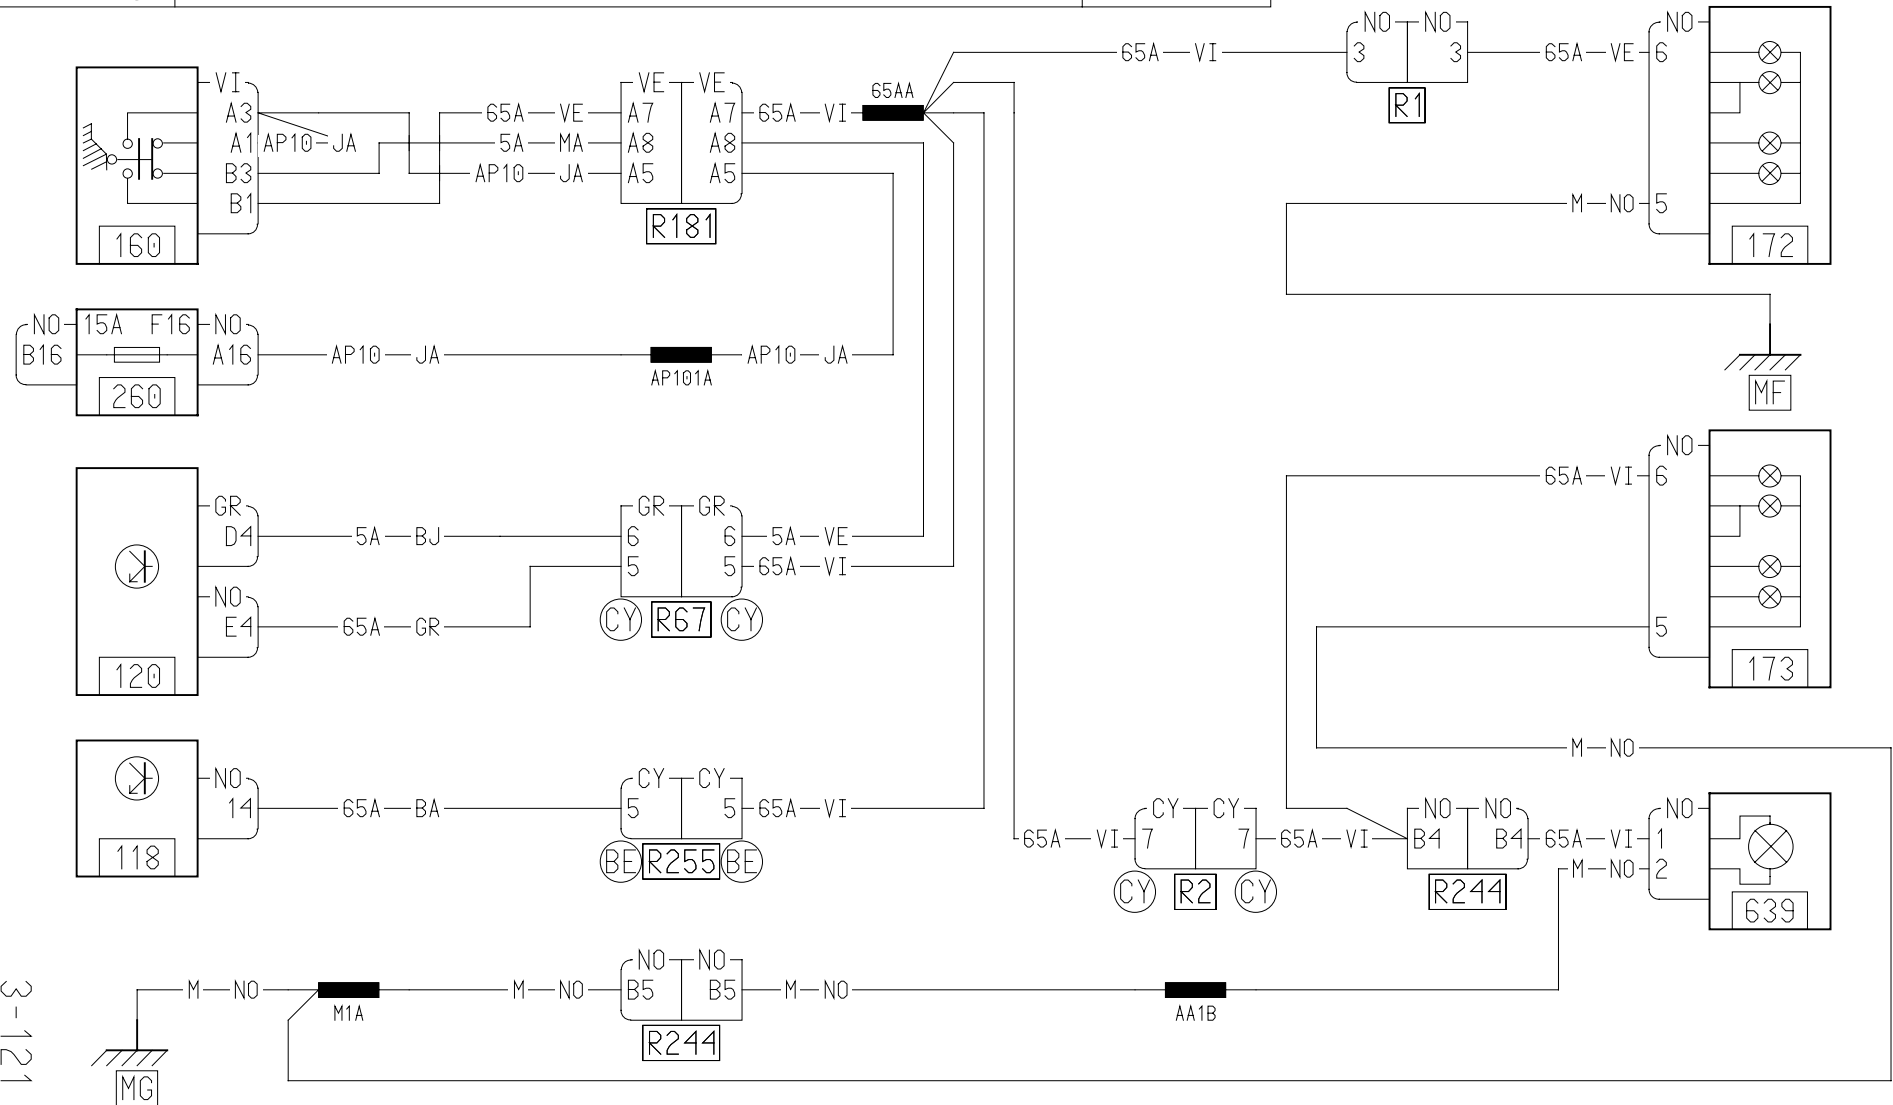 NO NO
3 3
R1
65A VI
65A VE
NO
6
M NO
5
172
MF
VI
A3
A1
B3
B1
AP10 JA
160
65A VE
5A MA
AP10 JA
VE VE
A7 A7
A8 A8
A5 A5
R181
65A VI
65AA
NO 15A F16 NO
B16 A16
260
AP10 JA
AP101A
AP10 JA
GR
D4
NO
E4
120
5A BJ
65A GR
GR GR
6 6
5 5
CY R67 CY
5A VE
65A VI
NO
6
5
65A VI
173
M NO
NO
14
118
65A BA
CY CY
5 5
BE R255 BE
65A VI
65A VI
CY CY
7 7
CY R2 CY
65A VI
NO NO
B4 B4
R244
65A VI
M NO
NO
1
2
639
M NO
M1A
M NO
NO NO
B5 B5
R244
M NO
AA1B
MG
3-121